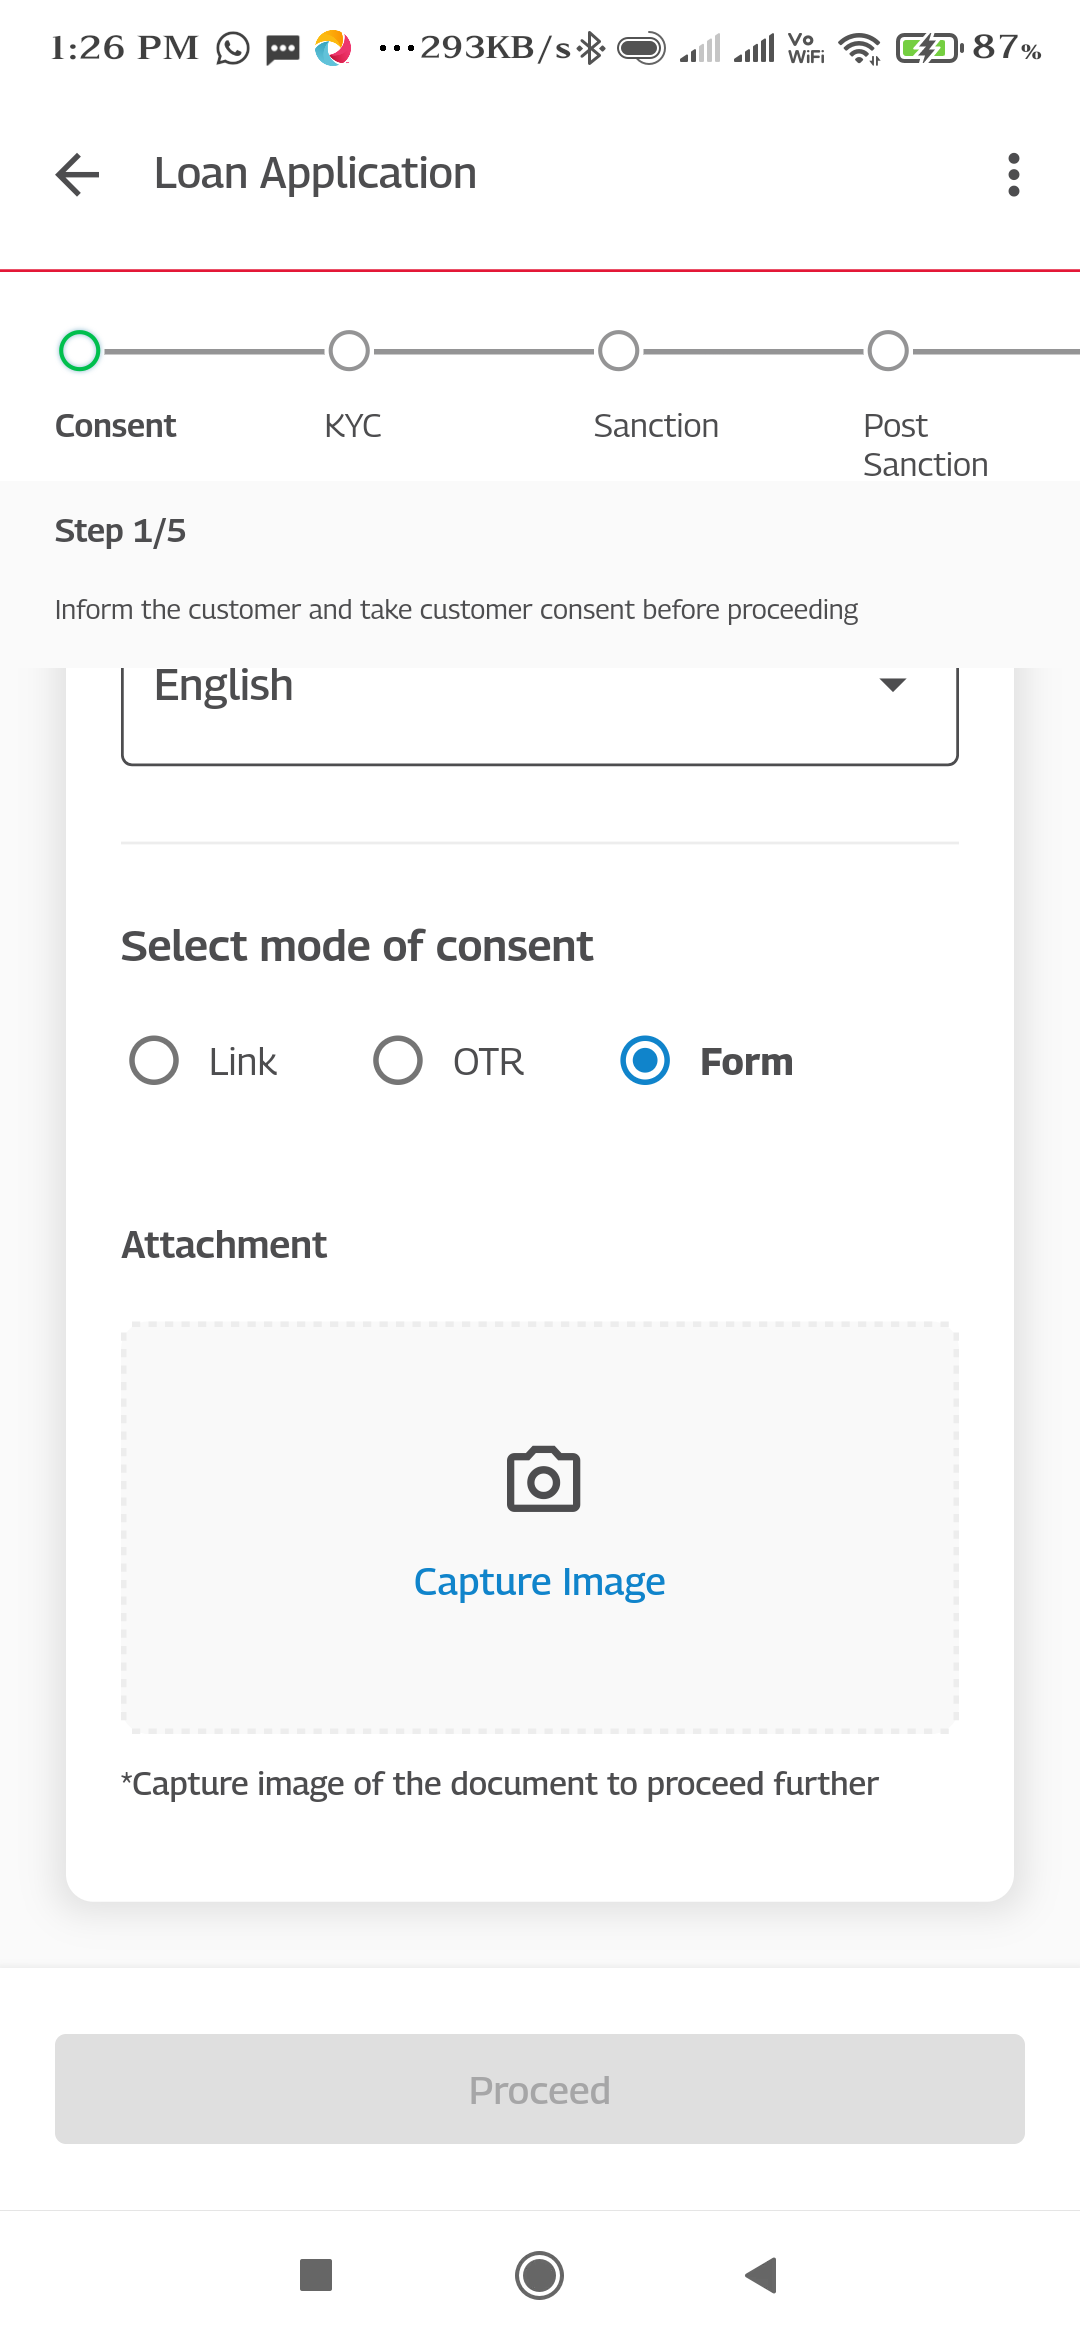 1:26 PM ...293KB/s Vo WiFi 87%
Loan Application
Consent KYC Sanction Post Sanction
Step 1/5
Inform the customer and take customer consent before proceeding
English
Select mode of consent
Link OTR Form
Attachment
Capture Image
*Capture image of the document to proceed further
Proceed